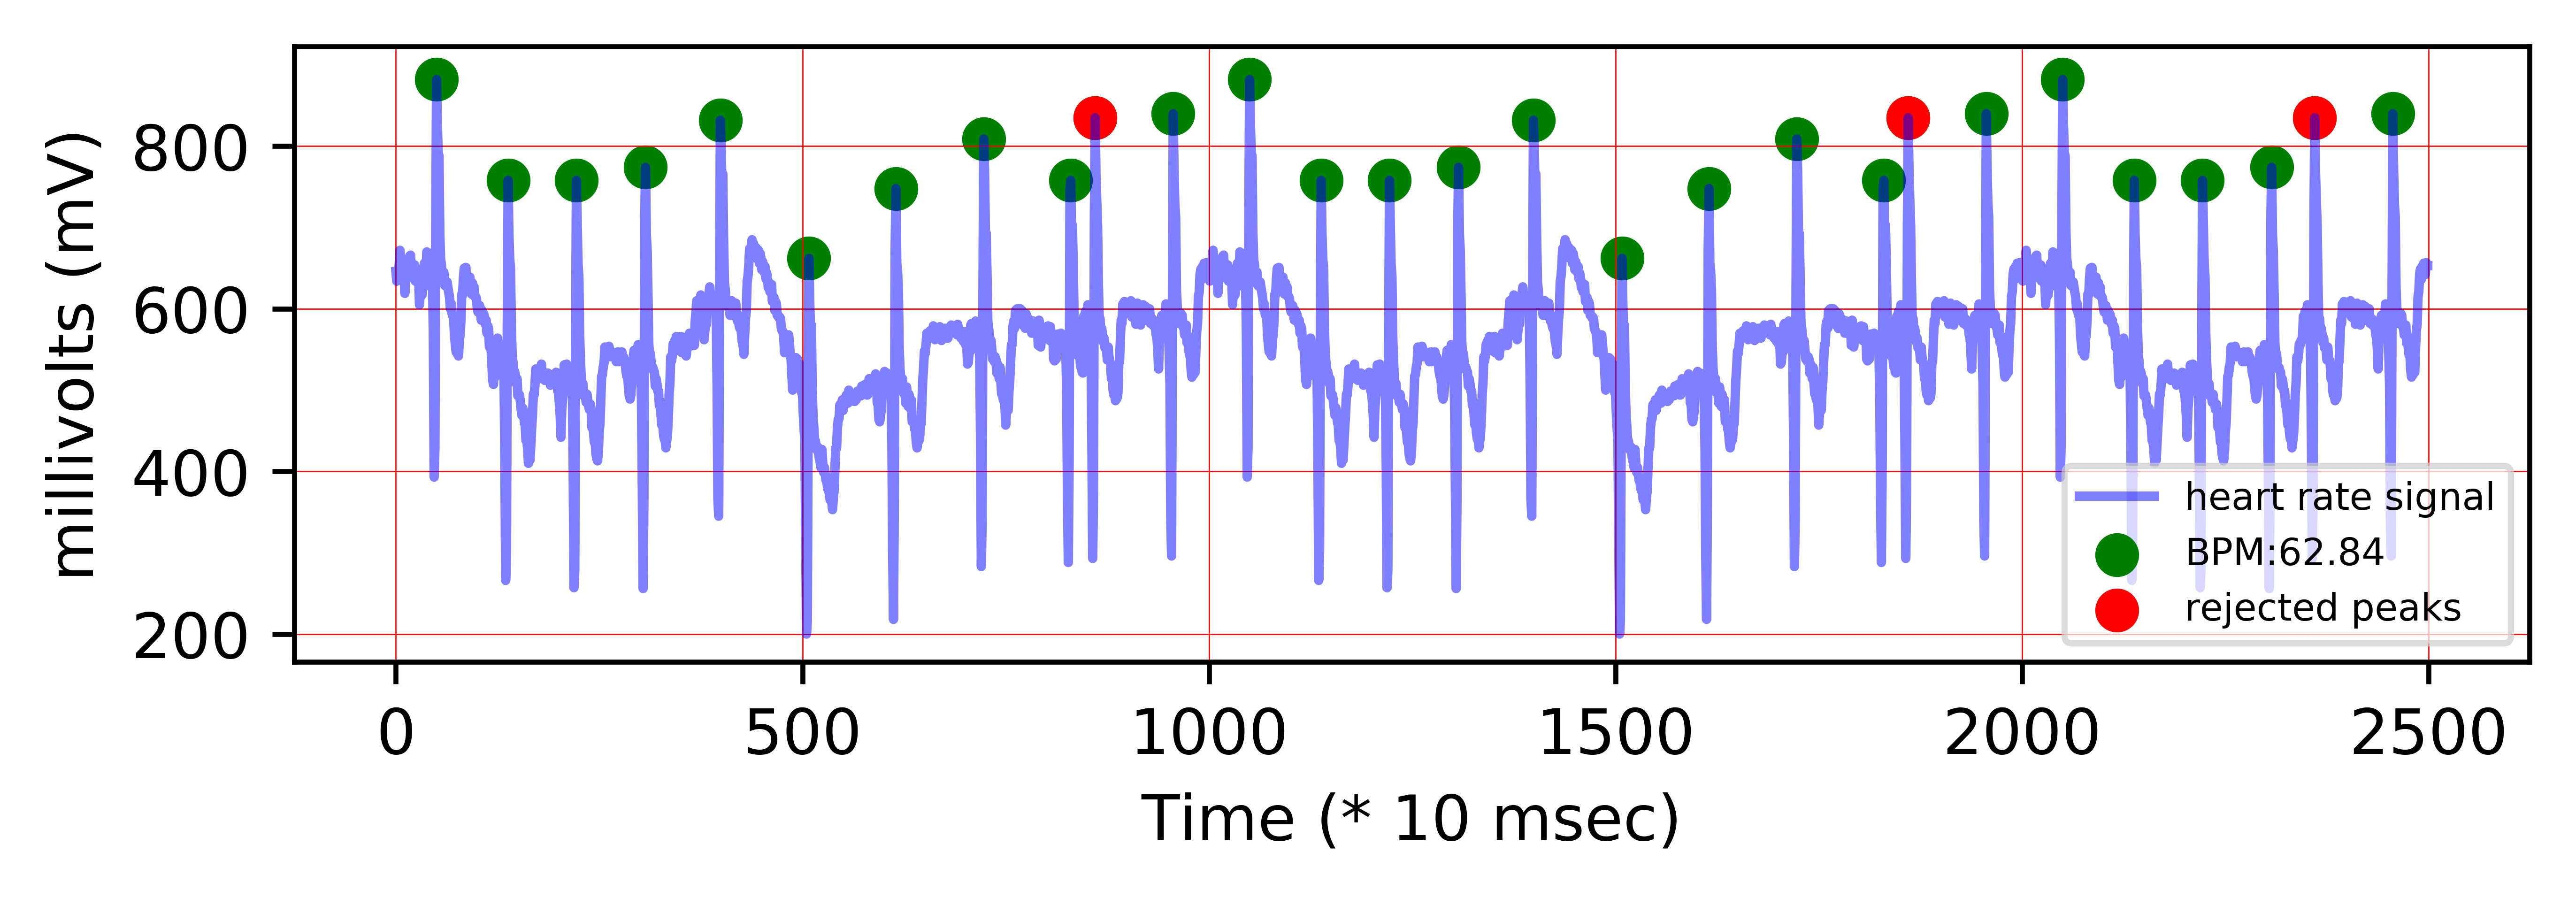 millivolts (mV)
800
600
400
200
heart rate signal
BPM:62.84
rejected peaks
0 500 1000 1500 2000 2500
Time (* 10 msec)